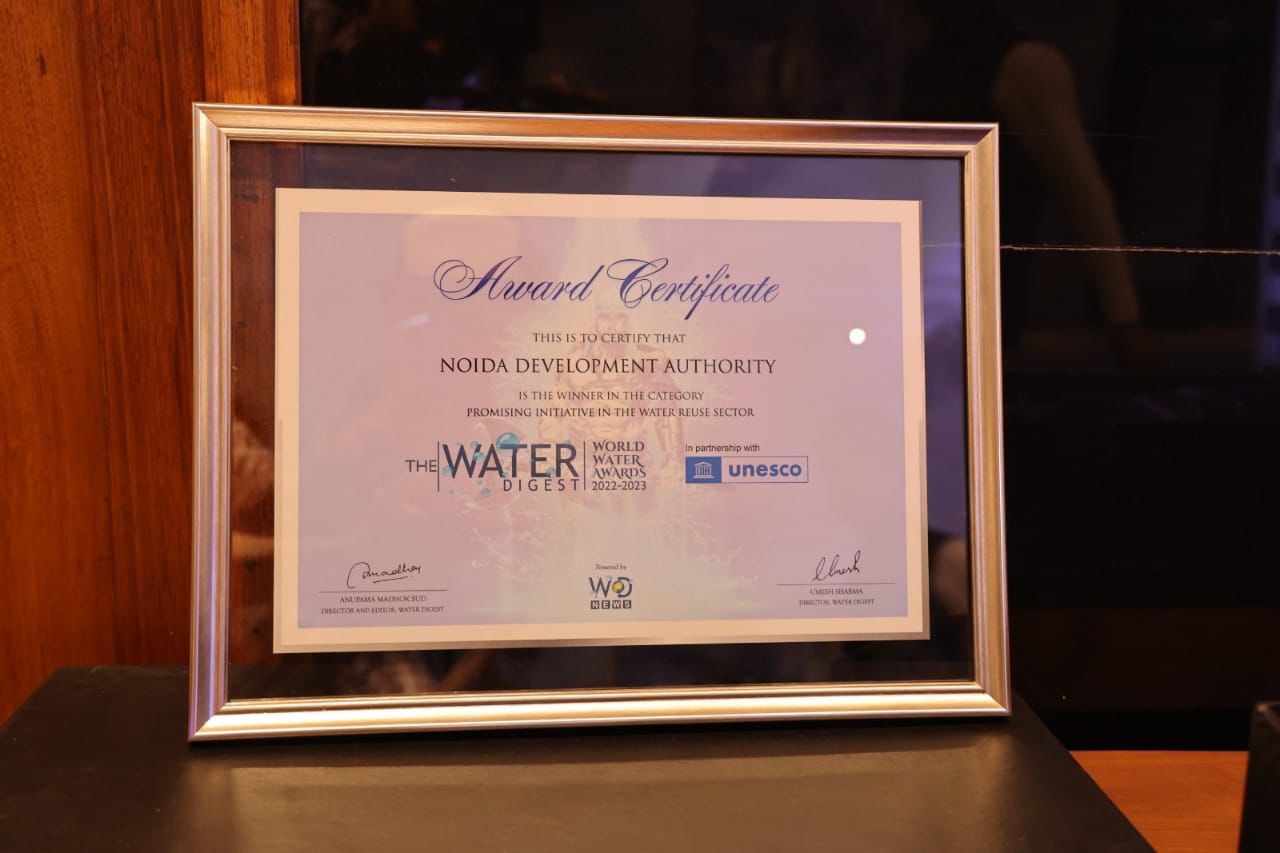 Award Certificate
THIS IS TO CERTIFY THAT
NOIDA DEVELOPMENT AUTHORITY
IS THE WINNER IN THE CATEGORY
PROMISING INITIATIVE IN THE WATER REUSE SECTOR
THE WATER DIGEST
WORLD WATER AWARDS 2022-2023
In partnership with
unesco
Powered by
WD NEWS
ANUPAMA MADHOK SUD
DIRECTOR AND EDITOR, WATER DIGEST
Umesh
UMESH SHARMA
DIRECTOR, WATER DIGEST